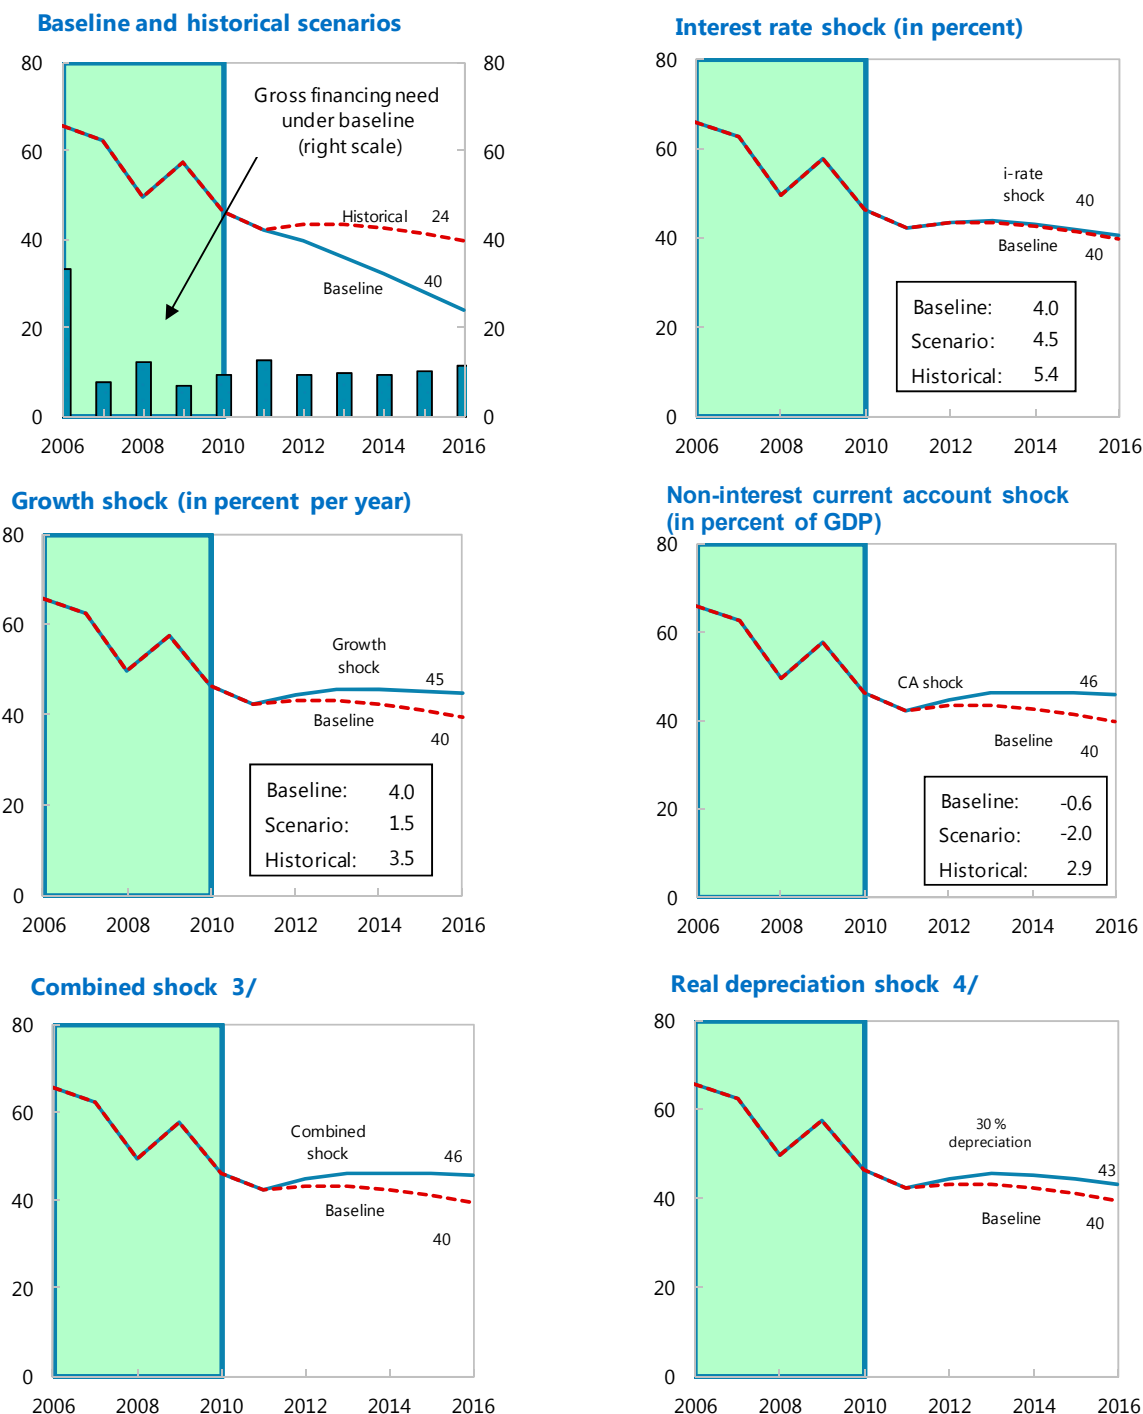 Baseline and historical scenarios
80
60
40
20
0
80
60
40
20
0
Gross financing need
under baseline
(right scale)
Historical 24
40
Baseline
2006 2008 2010 2012 2014 2016
Interest rate shock (in percent)
80
60
40
20
0
i-rate
shock 40
Baseline
40
Baseline: 4.0
Scenario: 4.5
Historical: 5.4
2006 2008 2010 2012 2014 2016
Growth shock (in percent per year)
80
60
40
20
0
Growth
shock
45
Baseline
40
Baseline: 4.0
Scenario: 1.5
Historical: 3.5
2006 2008 2010 2012 2014 2016
Non-interest current account shock
(in percent of GDP)
80
60
40
20
0
CA shock 46
Baseline
40
Baseline: -0.6
Scenario: -2.0
Historical: 2.9
2006 2008 2010 2012 2014 2016
Combined shock 3/
80
60
40
20
0
Combined
shock 46
Baseline
40
2006 2008 2010 2012 2014 2016
Real depreciation shock 4/
80
60
40
20
0
30 %
depreciation
43
Baseline 40
2006 2008 2010 2012 2014 2016